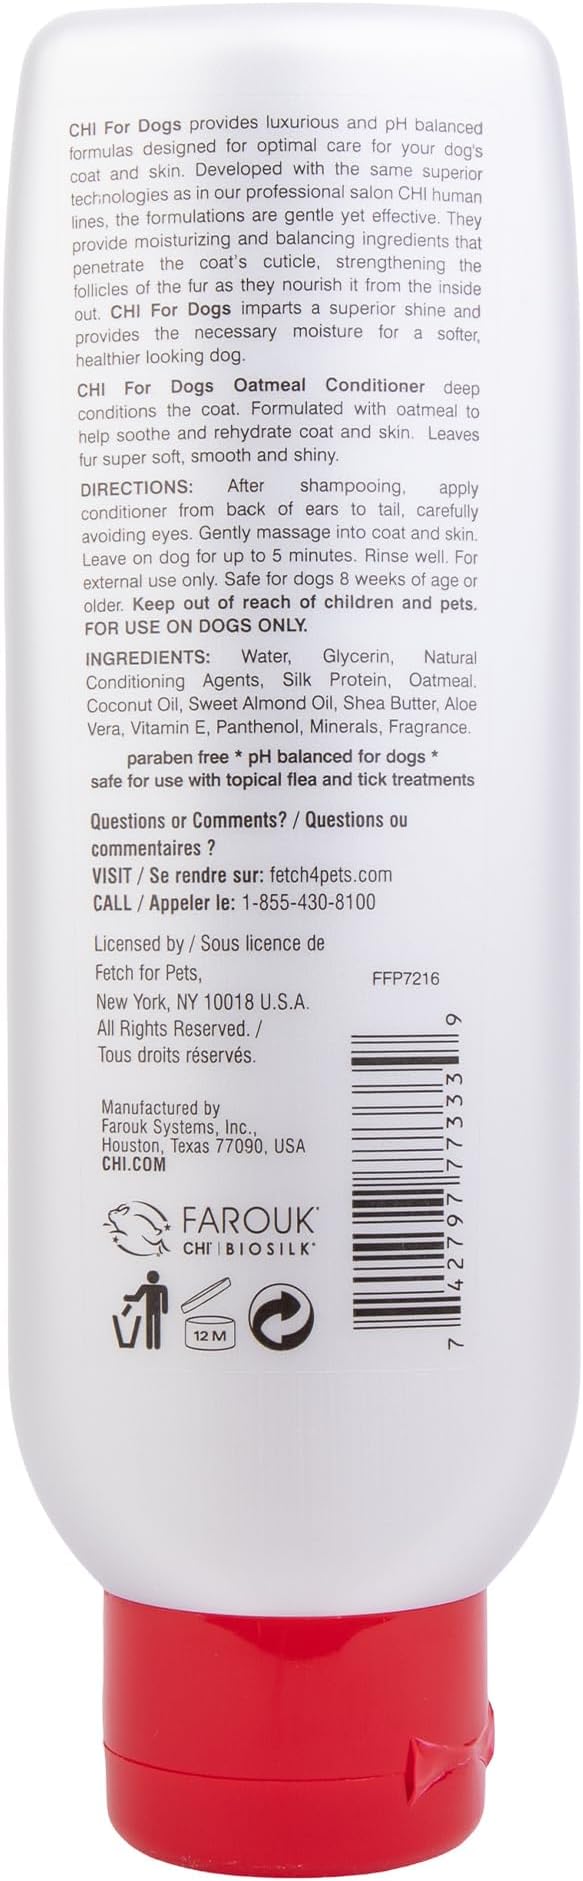 CHI For Dogs provides luxurious and pH balanced
formulas designed for optimal care for your dog's
coat and skin. Developed with the same superior
technologies as in our professional salon CHI human
lines, the formulations are gentle yet effective. They
provide moisturizing and balancing ingredients that
penetrate the coat's cuticle, strengthening the
follicles of the fur as they nourish it from the inside
out. CHI For Dogs imparts a superior shine and
provides the necessary moisture for a softer,
healthier looking dog.
CHI For Dogs Oatmeal Conditioner deep
conditions the coat. Formulated with oatmeal to
help soothe and rehydrate coat and skin. Leaves
fur super soft, smooth and shiny.
DIRECTIONS: After shampooing, apply
conditioner from back of ears to tail, carefully
avoiding eyes. Gently massage into coat and skin.
Leave on dog for up to 5 minutes. Rinse well. For
external use only. Safe for dogs 8 weeks of age or
older. Keep out of reach of children and pets.
FOR USE ON DOGS ONLY.
INGREDIENTS: Water, Glycerin, Natural
Conditioning Agents, Silk Protein, Oatmeal,
Coconut Oil, Sweet Almond Oil, Shea Butter, Aloe
Vera, Vitamin E, Panthenol, Minerals, Fragrance.
paraben free * pH balanced for dogs *
safe for use with topical flea and tick treatments
Questions or Comments? / Questions ou
commentaires ?
VISIT / Se rendre sur: fetch4pets.com
CALL / Appeler le: 1-855-430-8100
Licensed by / Sous licence de
Fetch for Pets,
New York, NY 10018 U.S.A.
All Rights Reserved. /
Tous droits réservés.
FFP7216
7 42797 77333 9
Manufactured by
Farouk Systems, Inc.,
Houston, Texas 77090, USA
CHI.COM
FAROUK
CHI | BIOSILK
12 M